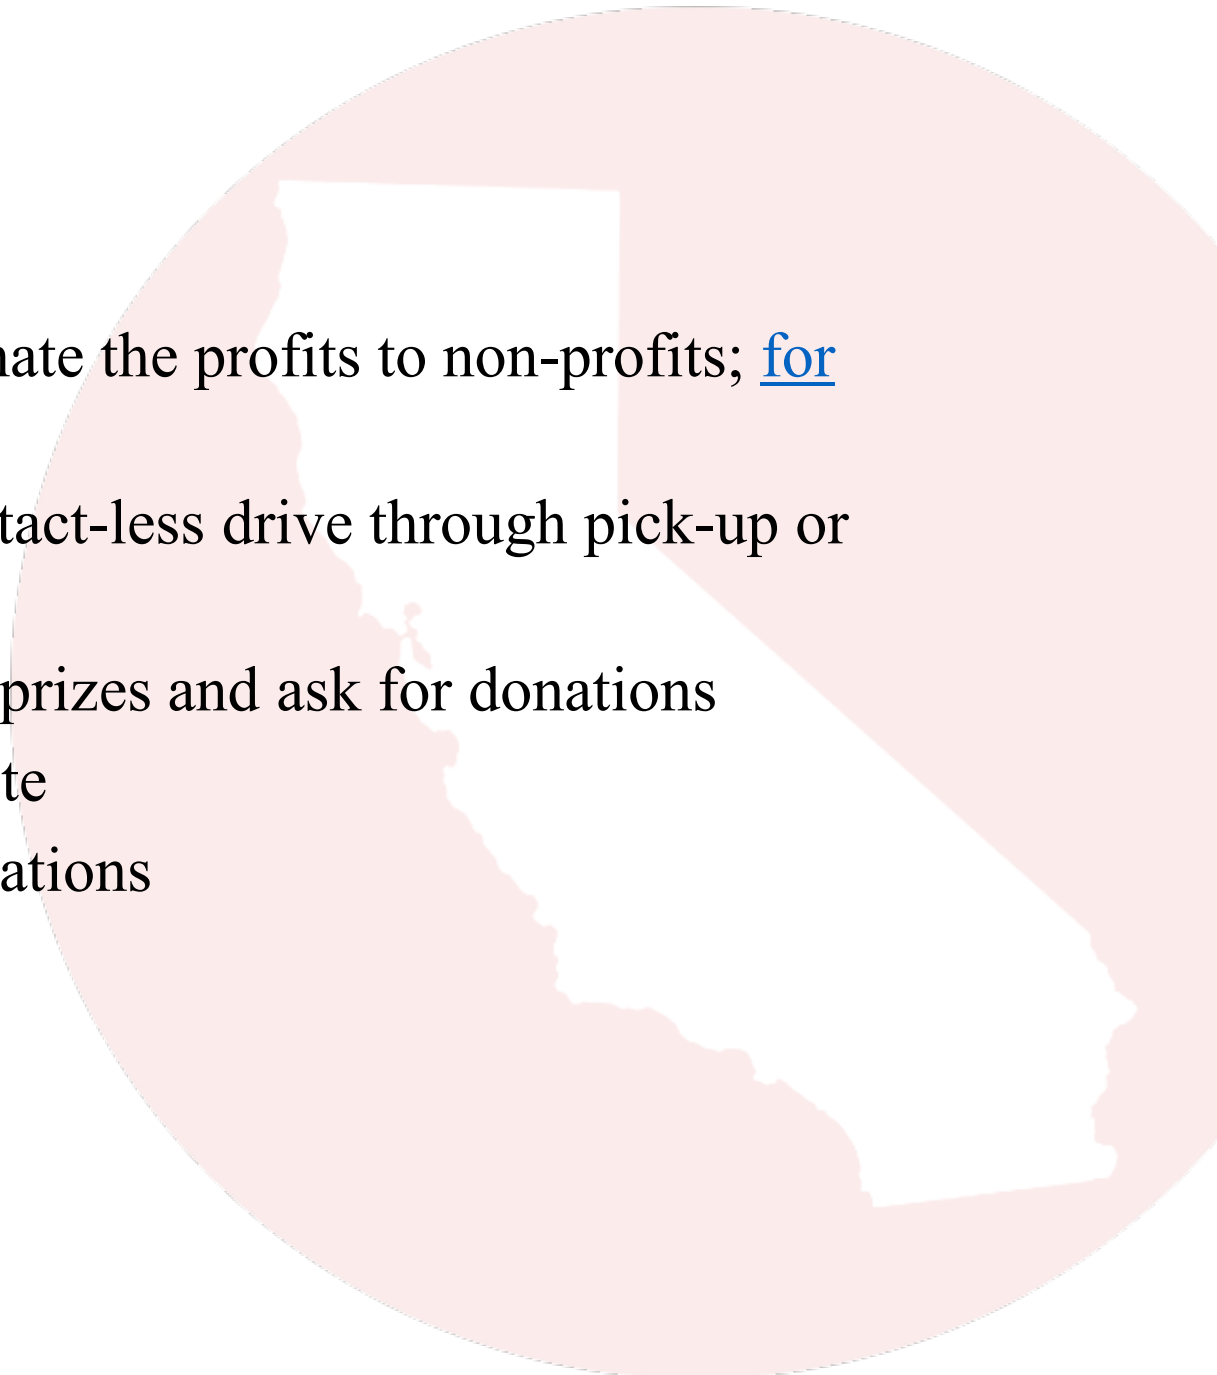 nate the profits to non-profits; for
tact-less drive through pick-up or
prizes and ask for donations
te
ations